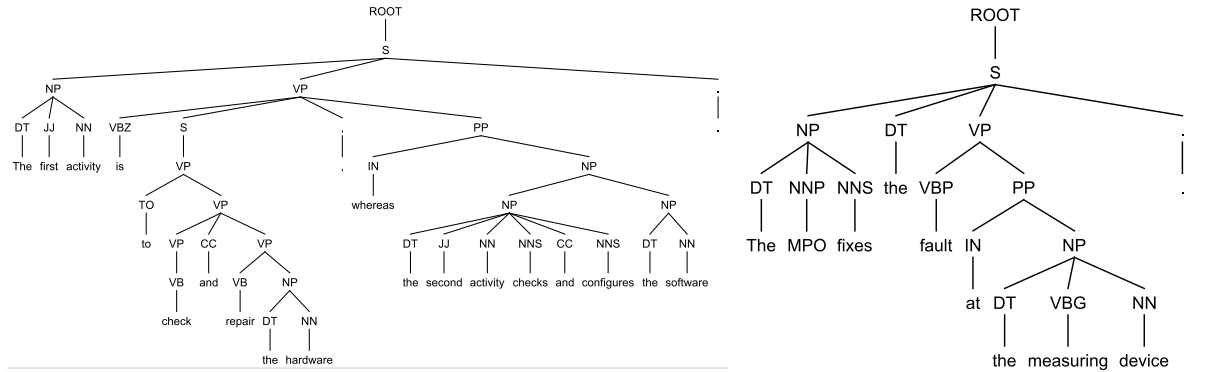 ROOT
S
NP VP .
DT JJ NN VBZ S , PP .
The first activity is VP , IN NP
TO VP whereas NP NP
to VP CC VP DT JJ NN NNS CC NNS DT NN
VB and VB NP the second activity checks and configures the software
check repair DT NN
the hardware
ROOT
S
NP DT VP .
DT NNP NNS the VBP PP .
The MPO fixes fault IN NP
at DT VBG NN
the measuring device